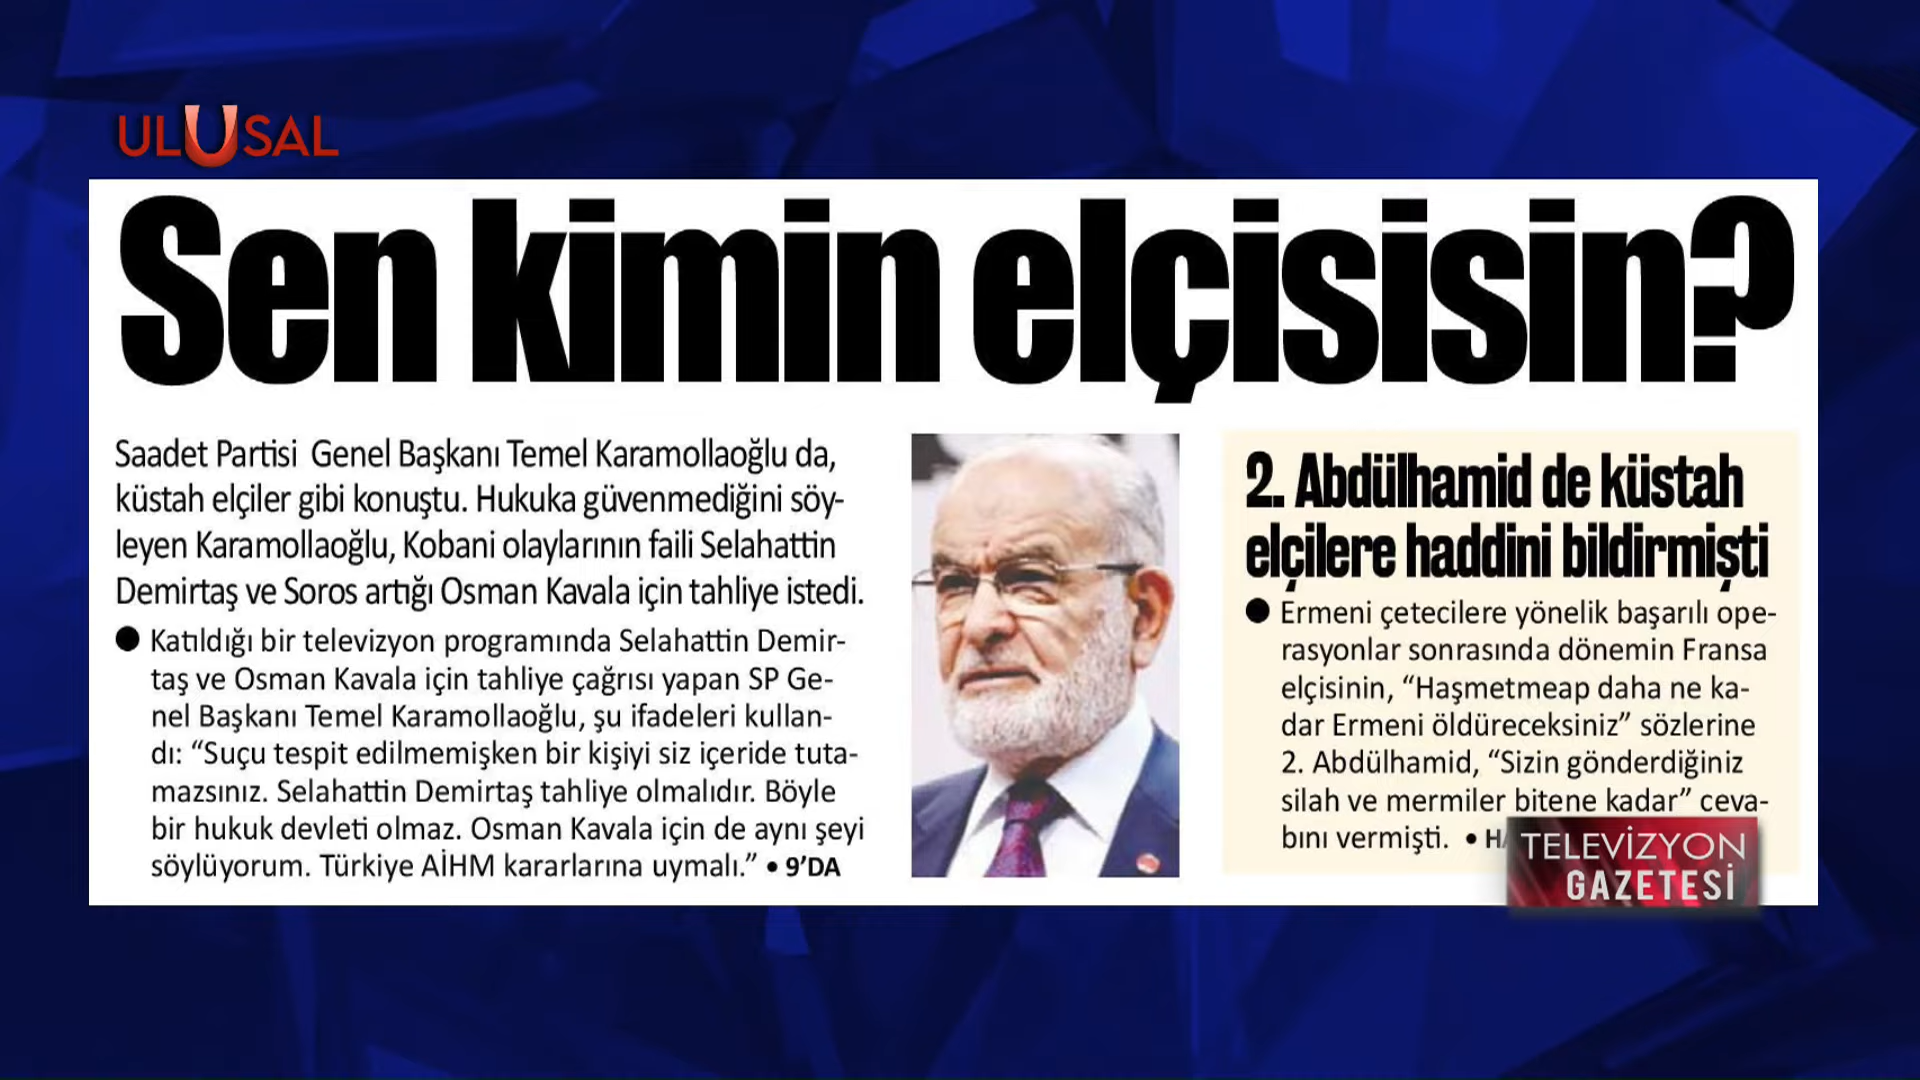 ULUSAL
Sen kimin elçisisin?
Saadet Partisi Genel Başkanı Temel Karamollaoğlu da,
küstah elçiler gibi konuştu. Hukuka güvenmediğini söy-
leyen Karamollaoğlu, Kobani olaylarının faili Selahattin
Demirtaş ve Soros artığı Osman Kavala için tahliye istedi.
● Katıldığı bir televizyon programında Selahattin Demir-
taş ve Osman Kavala için tahliye çağrısı yapan SP Ge-
nel Başkanı Temel Karamollaoğlu, şu ifadeleri kullan-
dı: “Suçu tespit edilmemişken bir kişiyi siz içeride tuta-
mazsınız. Selahattin Demirtaş tahliye olmalıdır. Böyle
bir hukuk devleti olmaz. Osman Kavala için de aynı şeyi
söylüyorum. Türkiye AİHM kararlarına uymalı.” • 9’DA
2. Abdülhamid de küstah
elçilere haddini bildirmişti
● Ermeni çetecilere yönelik başarılı ope-
rasyonlar sonrasında dönemin Fransa
elçisinin, “Haşmetmeap daha ne ka-
dar Ermeni öldüreceksiniz” sözlerine
2. Abdülhamid, “Sizin gönderdiğiniz
silah ve mermiler bitene kadar” ceva-
bını vermişti. •
TELEVİZYON
GAZETESİ